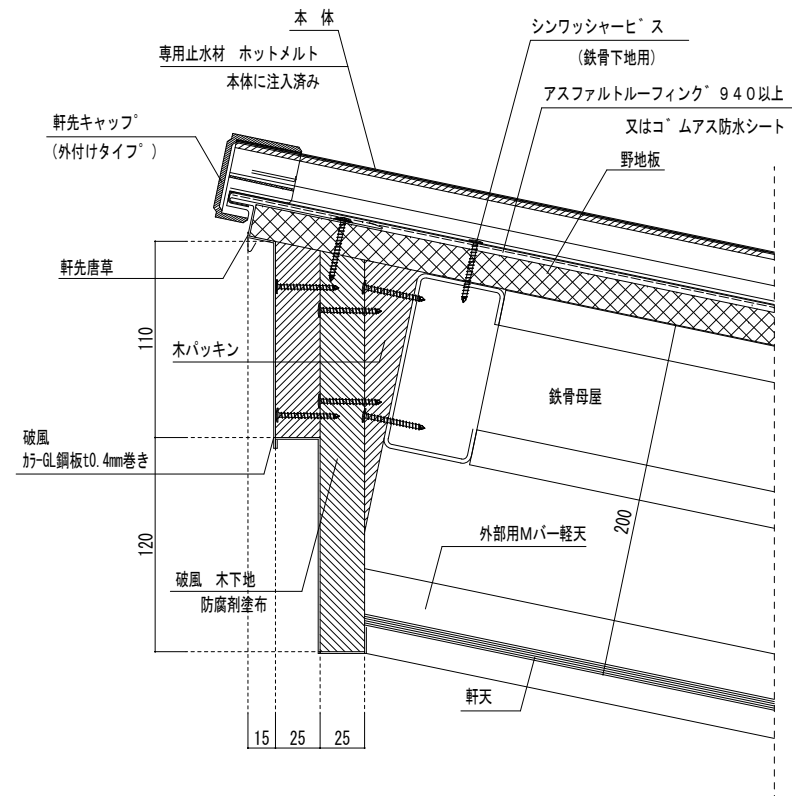 本 体
シンワッシャービス
(鉄骨下地用)
専用止水材 ホットメルト
本体に注入済み
アスファルトルーフィング940以上
又はゴムアス防水シート
軒先キャップ
(外付けタイプ)
野地板
軒先唐草
110
木パッキン
鉄骨母屋
破風
カラーGL鋼板t0.4mm巻き
200
120
外部用Mバー軽天
破風 木下地
防腐剤塗布
軒天
15
25
25